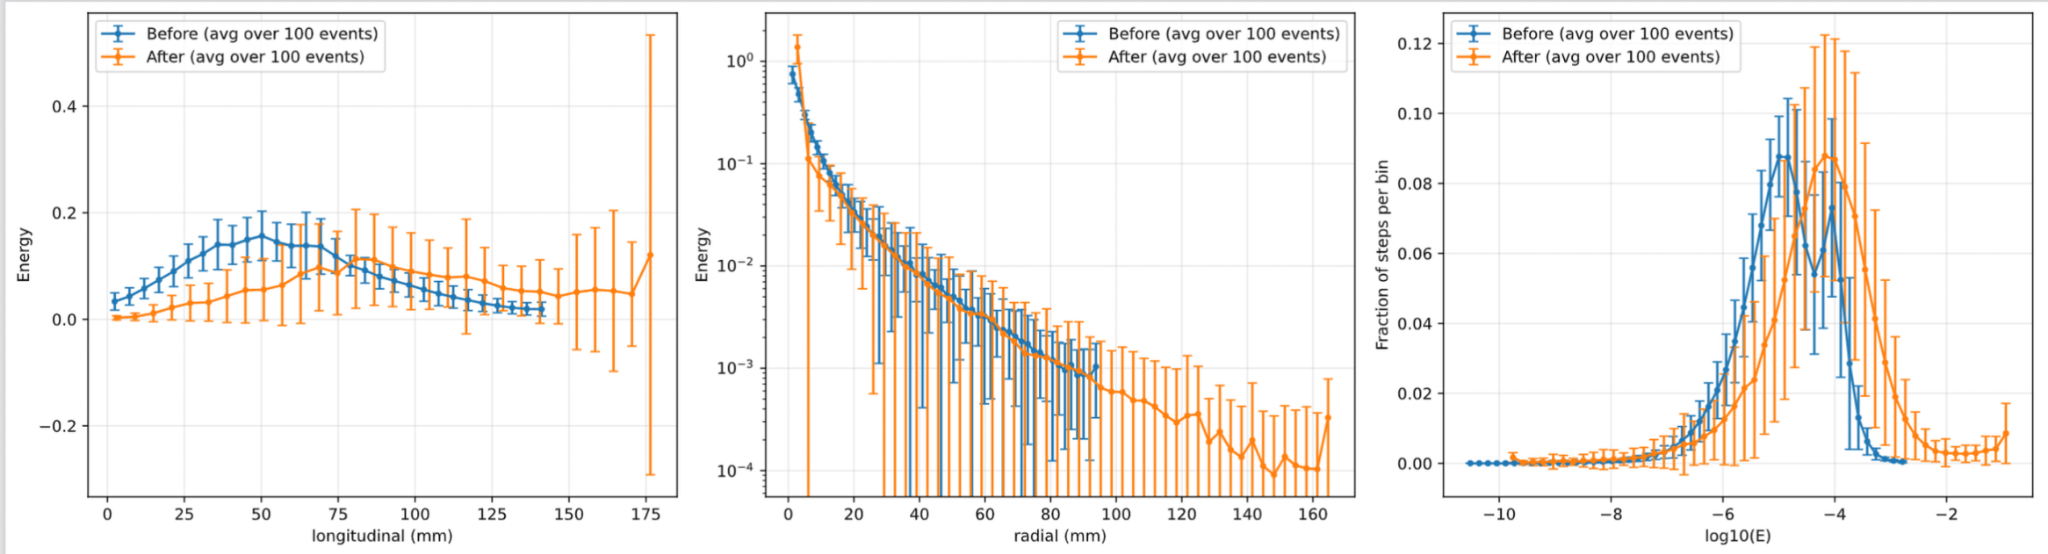 Before (avg over 100 events)
After (avg over 100 events)
Energy
0.4
0.2
0.0
−0.2
0 25 50 75 100 125 150 175
longitudinal (mm)
Before (avg over 100 events)
After (avg over 100 events)
Energy
10⁰
10⁻¹
10⁻²
10⁻³
10⁻⁴
0 20 40 60 80 100 120 140 160
radial (mm)
Before (avg over 100 events)
After (avg over 100 events)
Fraction of steps per bin
0.12
0.10
0.08
0.06
0.04
0.02
0.00
−10 −8 −6 −4 −2
log10(E)